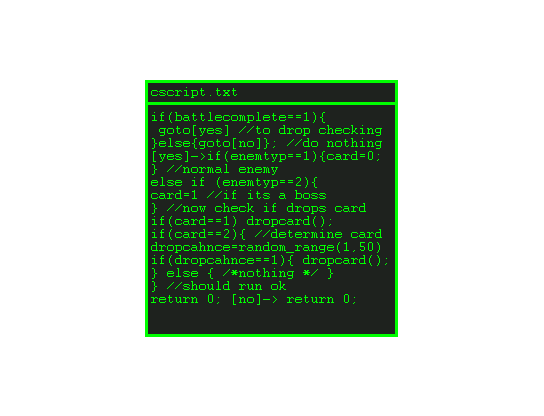 cscript.txt
if(battlecomplete==1){
goto[yes] //to drop checking
}else{goto[no]}; //do nothing
[yes]->if(enemtyp==1){card=0;
} //normal enemy
else if (enemtyp==2){
card=1 //if its a boss
} //now check if drops card
if(card==1) dropcard();
if(card==2){ //determine card
dropcahnce=random_range(1,50)
if(dropcahnce==1){ dropcard();
} else { /*nothing */ }
} //should run ok
return 0; [no]-> return 0;